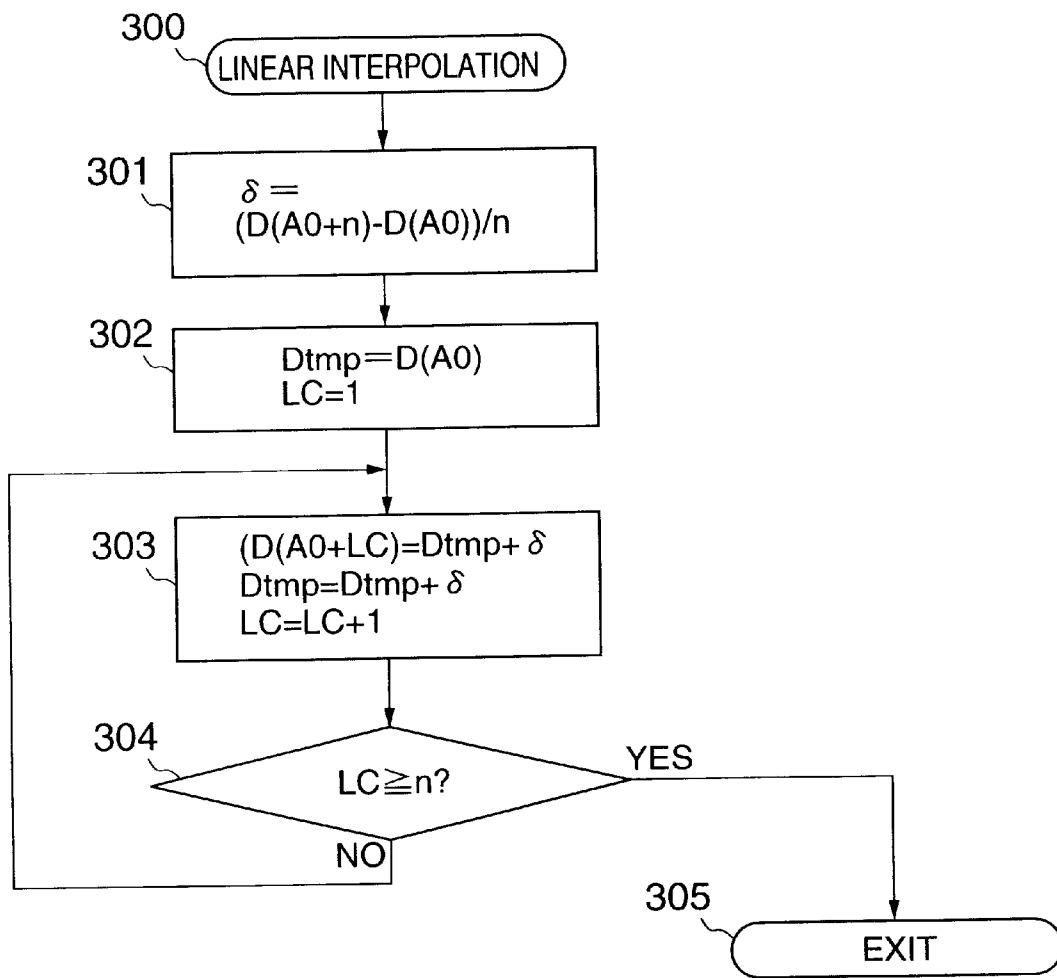 300
LINEAR INTERPOLATION
301
δ =
(D(A0+n)-D(A0))/n
302
Dtmp=D(A0)
LC=1
303
(D(A0+LC)=Dtmp+δ
Dtmp=Dtmp+δ
LC=LC+1
304
LC≧n?
YES
NO
305
EXIT